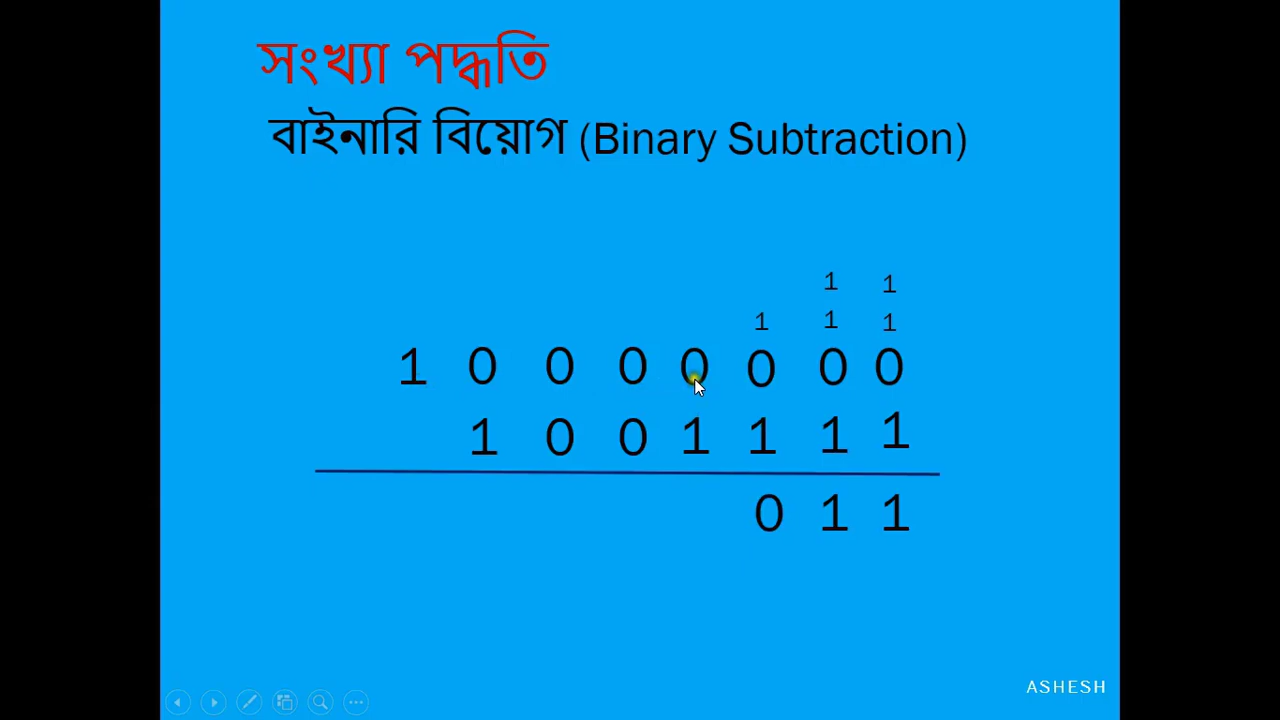 সংখ্যা পদ্ধতি
বাইনারি বিয়োগ (Binary Subtraction)
1 1
1 1 1
1 0 0 0 0 0 0 0
1 0 0 1 1 1 1
0 1 1
ASHESH